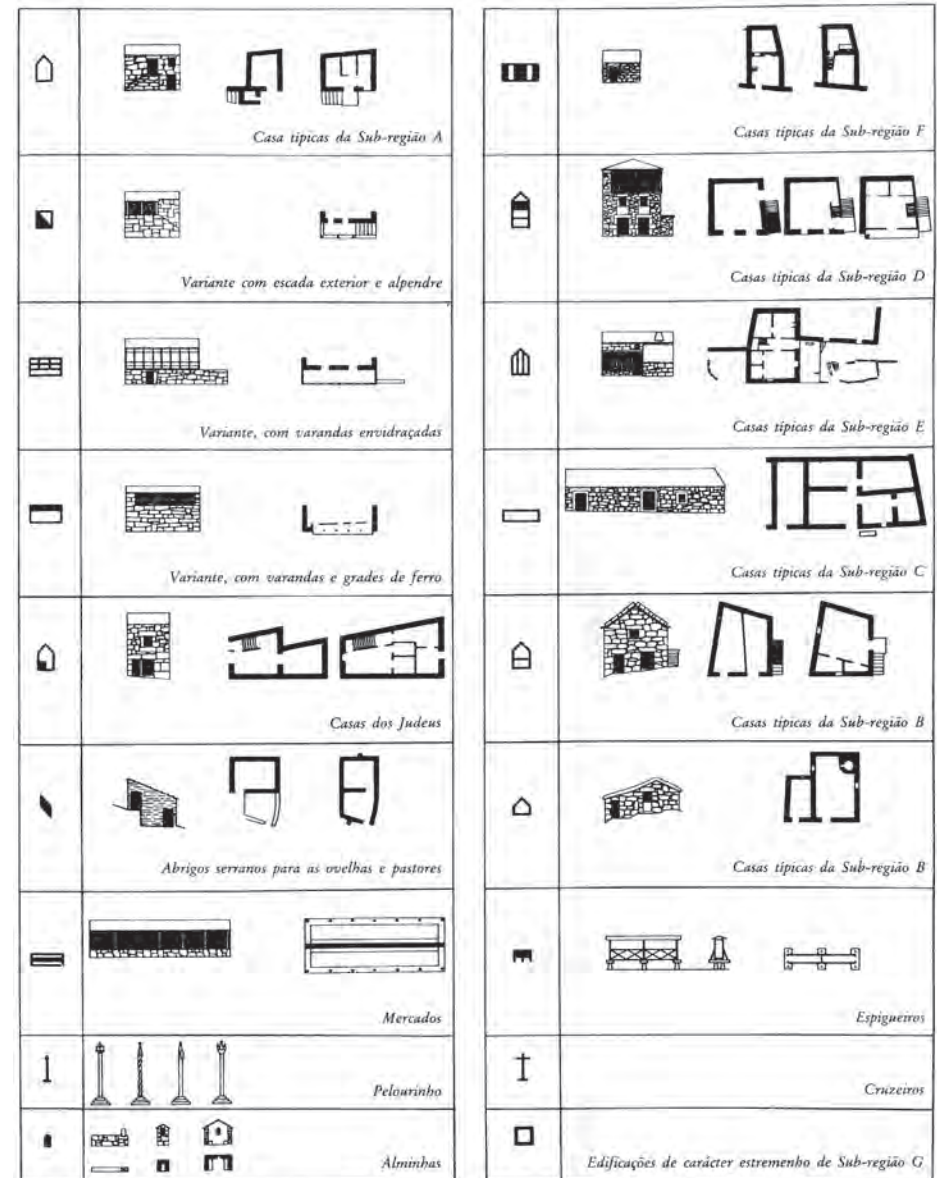 Casa típicas da Sub-região A
Variante com escada exterior e alpendre
Variante, com varandas envidraçadas
Variante, com varandas e grades de ferro
Casas dos Judeus
Abrigos serranos para as ovelhas e pastores
Mercados
Pelourinho
Alminhas
Casas típicas da Sub-região F
Casas típicas da Sub-região D
Casas típicas da Sub-região E
Casas típicas da Sub-região C
Casas típicas da Sub-região B
Casas típicas da Sub-região B
Espigueiros
Cruzeiros
Edificações de carácter estremenho de Sub-região G